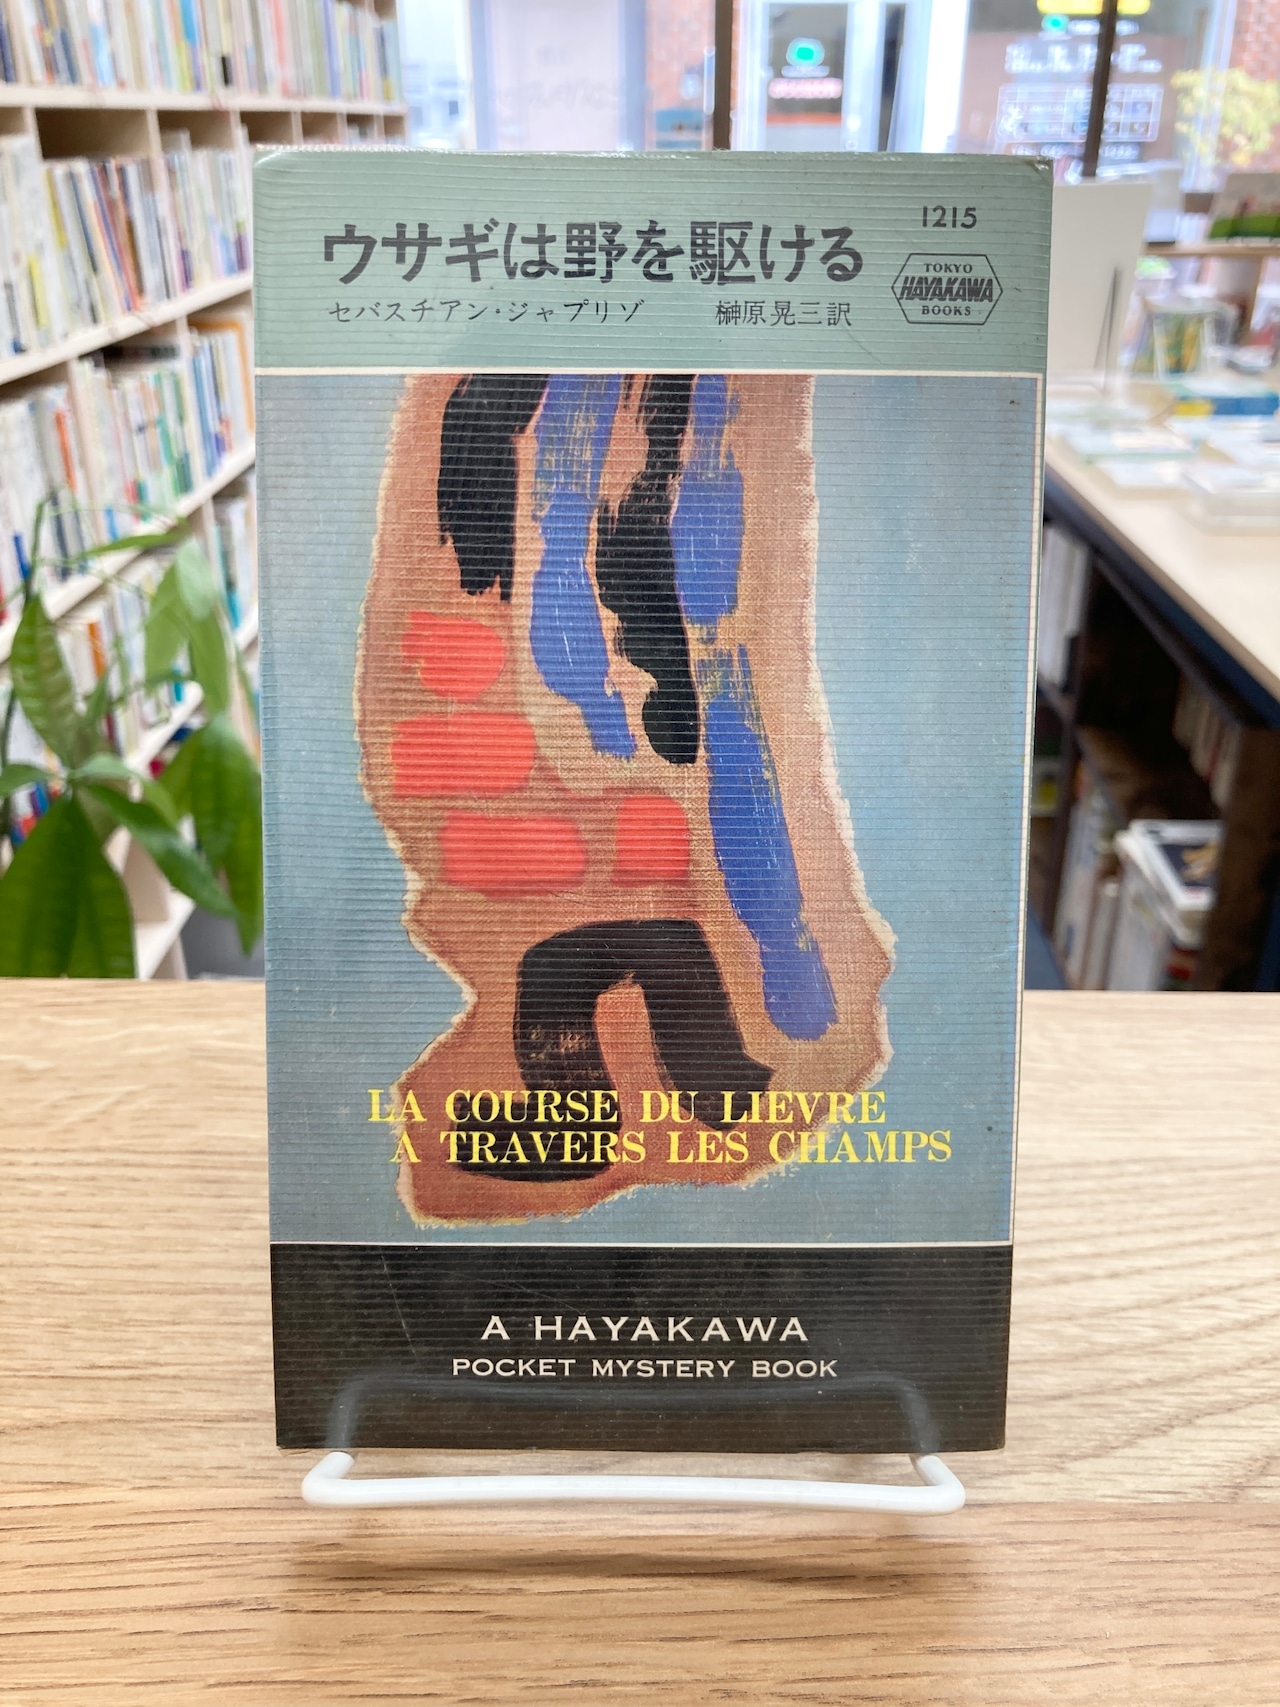 ウサギは野を駆ける
1215
セバスチアン・ジャプリゾ 榊原晃三訳
TOKYO
HAYAKAWA
BOOKS
LA COURSE DU LIEVRE
A TRAVERS LES CHAMPS
A HAYAKAWA
POCKET MYSTERY BOOK